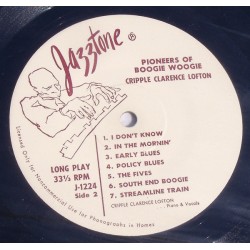 Jazztone ®
PIONEERS OF
BOOGIE WOOGIE
CRIPPLE CLARENCE LOFTON
LONG PLAY
33⅓ RPM
J-1224
Side 2
1. I DON'T KNOW
2. IN THE MORNIN'
3. EARLY BLUES
4. POLICY BLUES
5. THE FIVES
6. SOUTH END BOOGIE
7. STREAMLINE TRAIN
CRIPPLE CLARENCE LOFTON Piano & Vocals
Licensed Only for Noncommercial Use for Phonographs in Homes